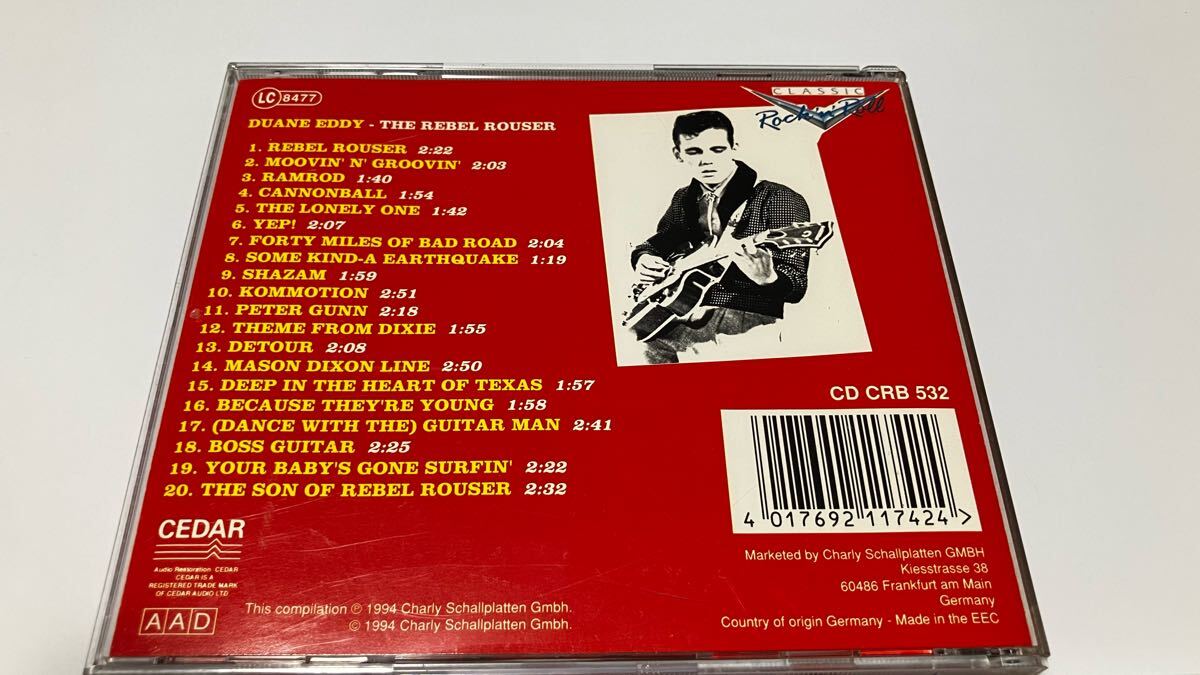 LC 8477
CLASSIC
Rock 'n' Roll
DUANE EDDY - THE REBEL ROUSER
1. REBEL ROUSER 2:22
2. MOOVIN' N' GROOVIN' 2:03
3. RAMROD 1:40
4. CANNONBALL 1:54
5. THE LONELY ONE 1:42
6. YEP! 2:07
7. FORTY MILES OF BAD ROAD 2:04
8. SOME KIND-A EARTHQUAKE 1:19
9. SHAZAM 1:59
10. KOMMOTION 2:51
11. PETER GUNN 2:18
12. THEME FROM DIXIE 1:55
13. DETOUR 2:08
14. MASON DIXON LINE 2:50
15. DEEP IN THE HEART OF TEXAS 1:57
16. BECAUSE THEY'RE YOUNG 1:58
17. (DANCE WITH THE) GUITAR MAN 2:41
18. BOSS GUITAR 2:25
19. YOUR BABY'S GONE SURFIN' 2:22
20. THE SON OF REBEL ROUSER 2:32
CD CRB 532
4 017692 117424 >
CEDAR
Audio Restoration CEDAR
CEDAR IS A
REGISTERED TRADE MARK
OF CEDAR AUDIO LTD
AAD
This compilation ℗ 1994 Charly Schallplatten Gmbh.
© 1994 Charly Schallplatten Gmbh.
Marketed by Charly Schallplatten GMBH
Kiesstrasse 38
60486 Frankfurt am Main
Germany
Country of origin Germany - Made in the EEC